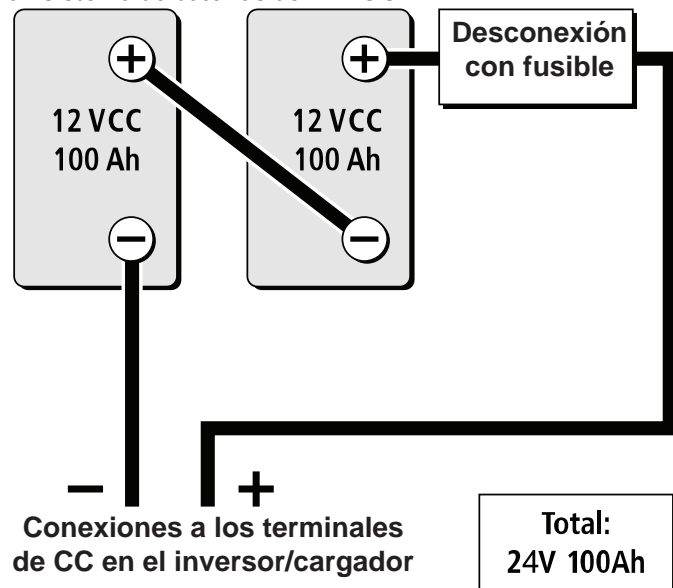 +
+
Desconexión
con fusible
12 VCC
100 Ah
12 VCC
100 Ah
−
−
− +
Conexiones a los terminales
de CC en el inversor/cargador
Total:
24V 100Ah